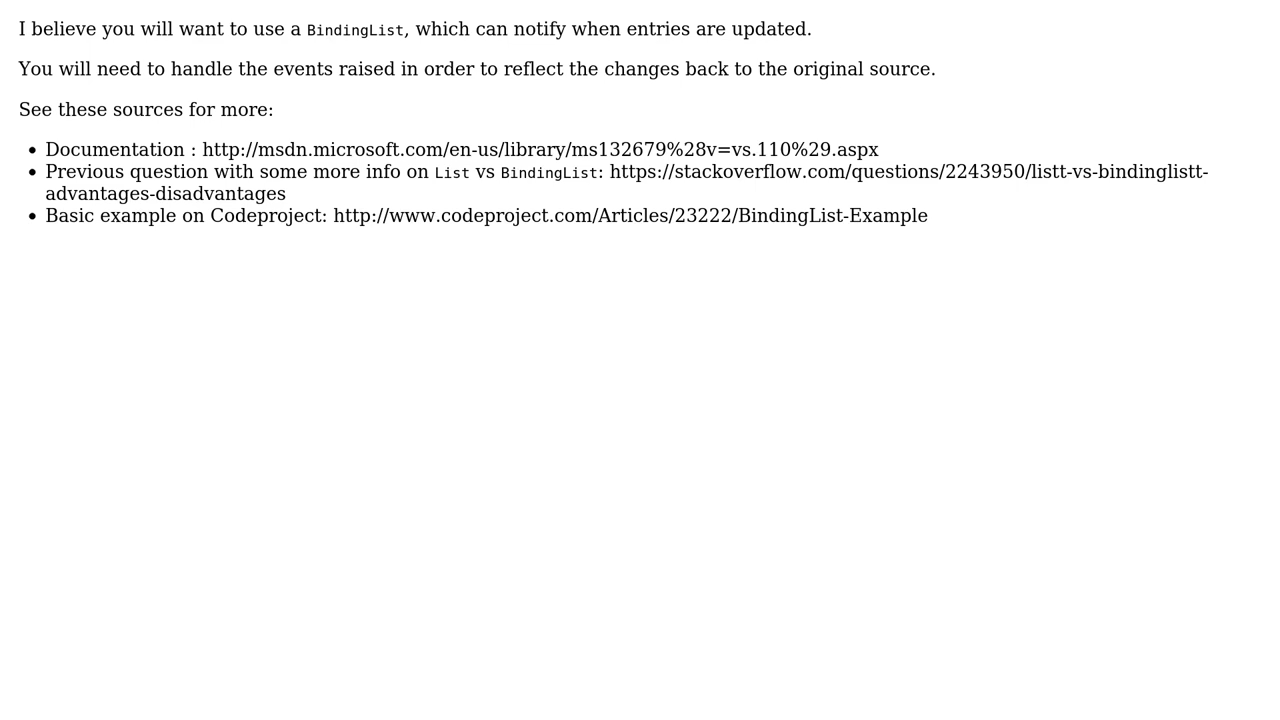 I believe you will want to use a BindingList, which can notify when entries are updated.
You will need to handle the events raised in order to reflect the changes back to the original source.
See these sources for more:
• Documentation : http://msdn.microsoft.com/en-us/library/ms132679%28v=vs.110%29.aspx
• Previous question with some more info on List vs BindingList: https://stackoverflow.com/questions/2243950/listt-vs-bindinglistt-
advantages-disadvantages
• Basic example on Codeproject: http://www.codeproject.com/Articles/23222/BindingList-Example